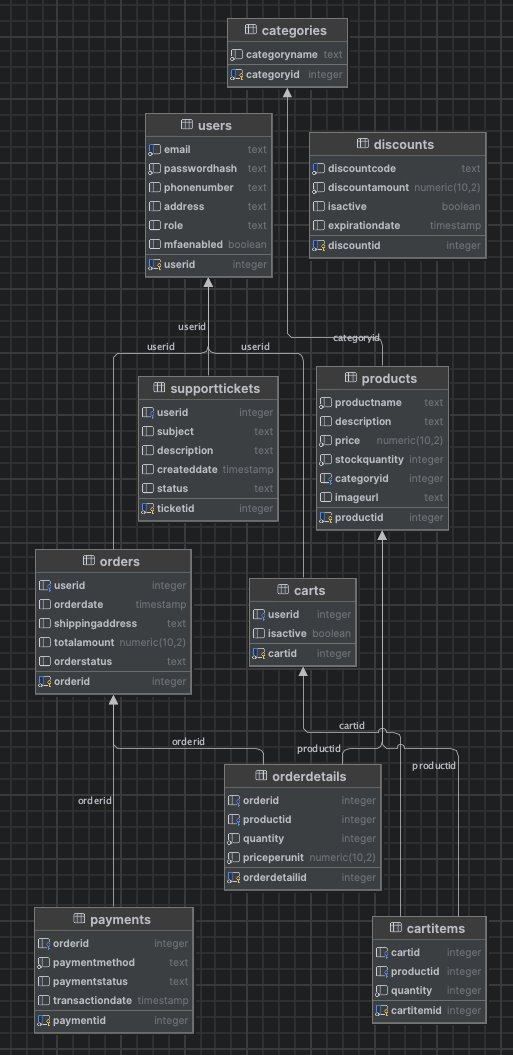 categories
categoryname text
categoryid integer
users
email text
passwordhash text
phonenumber text
address text
role text
mfaenabled boolean
userid integer
discounts
discountcode text
discountamount numeric(10,2)
isactive boolean
expirationdate timestamp
discountid integer
userid
userid
userid
categoryid
supporttickets
userid integer
subject text
description text
createddate timestamp
status text
ticketid integer
products
productname text
description text
price numeric(10,2)
stockquantity integer
categoryid integer
imageurl text
productid integer
orders
userid integer
orderdate timestamp
shippingaddress text
totalamount numeric(10,2)
orderstatus text
orderid integer
carts
userid integer
isactive boolean
cartid integer
cartid
orderid
productid
productid
orderdetails
orderid integer
productid integer
quantity integer
priceperunit numeric(10,2)
orderdetailid integer
orderid
payments
orderid integer
paymentmethod text
paymentstatus text
transactiondate timestamp
paymentid integer
cartitems
cartid integer
productid integer
quantity integer
cartitemid integer